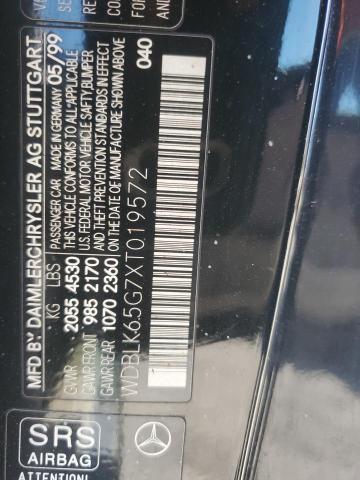 MFD BY DAIMLERCHRYSLER AG STUTTGART
PASSENGER CAR MADE IN GERMANY 05/99
KG LBS
GVWR 2055 4530
GAWR FRONT 985 2170
GAWR REAR 1070 2360
THIS VEHICLE CONFORMS TO ALL APPLICABLE
U.S. FEDERAL MOTOR VEHICLE SAFETY, BUMPER
AND THEFT PREVENTION STANDARDS IN EFFECT
ON THE DATE OF MANUFACTURE SHOWN ABOVE
040
WDBLK65G7XT019572
SRS
AIRBAG
ATTENTION!